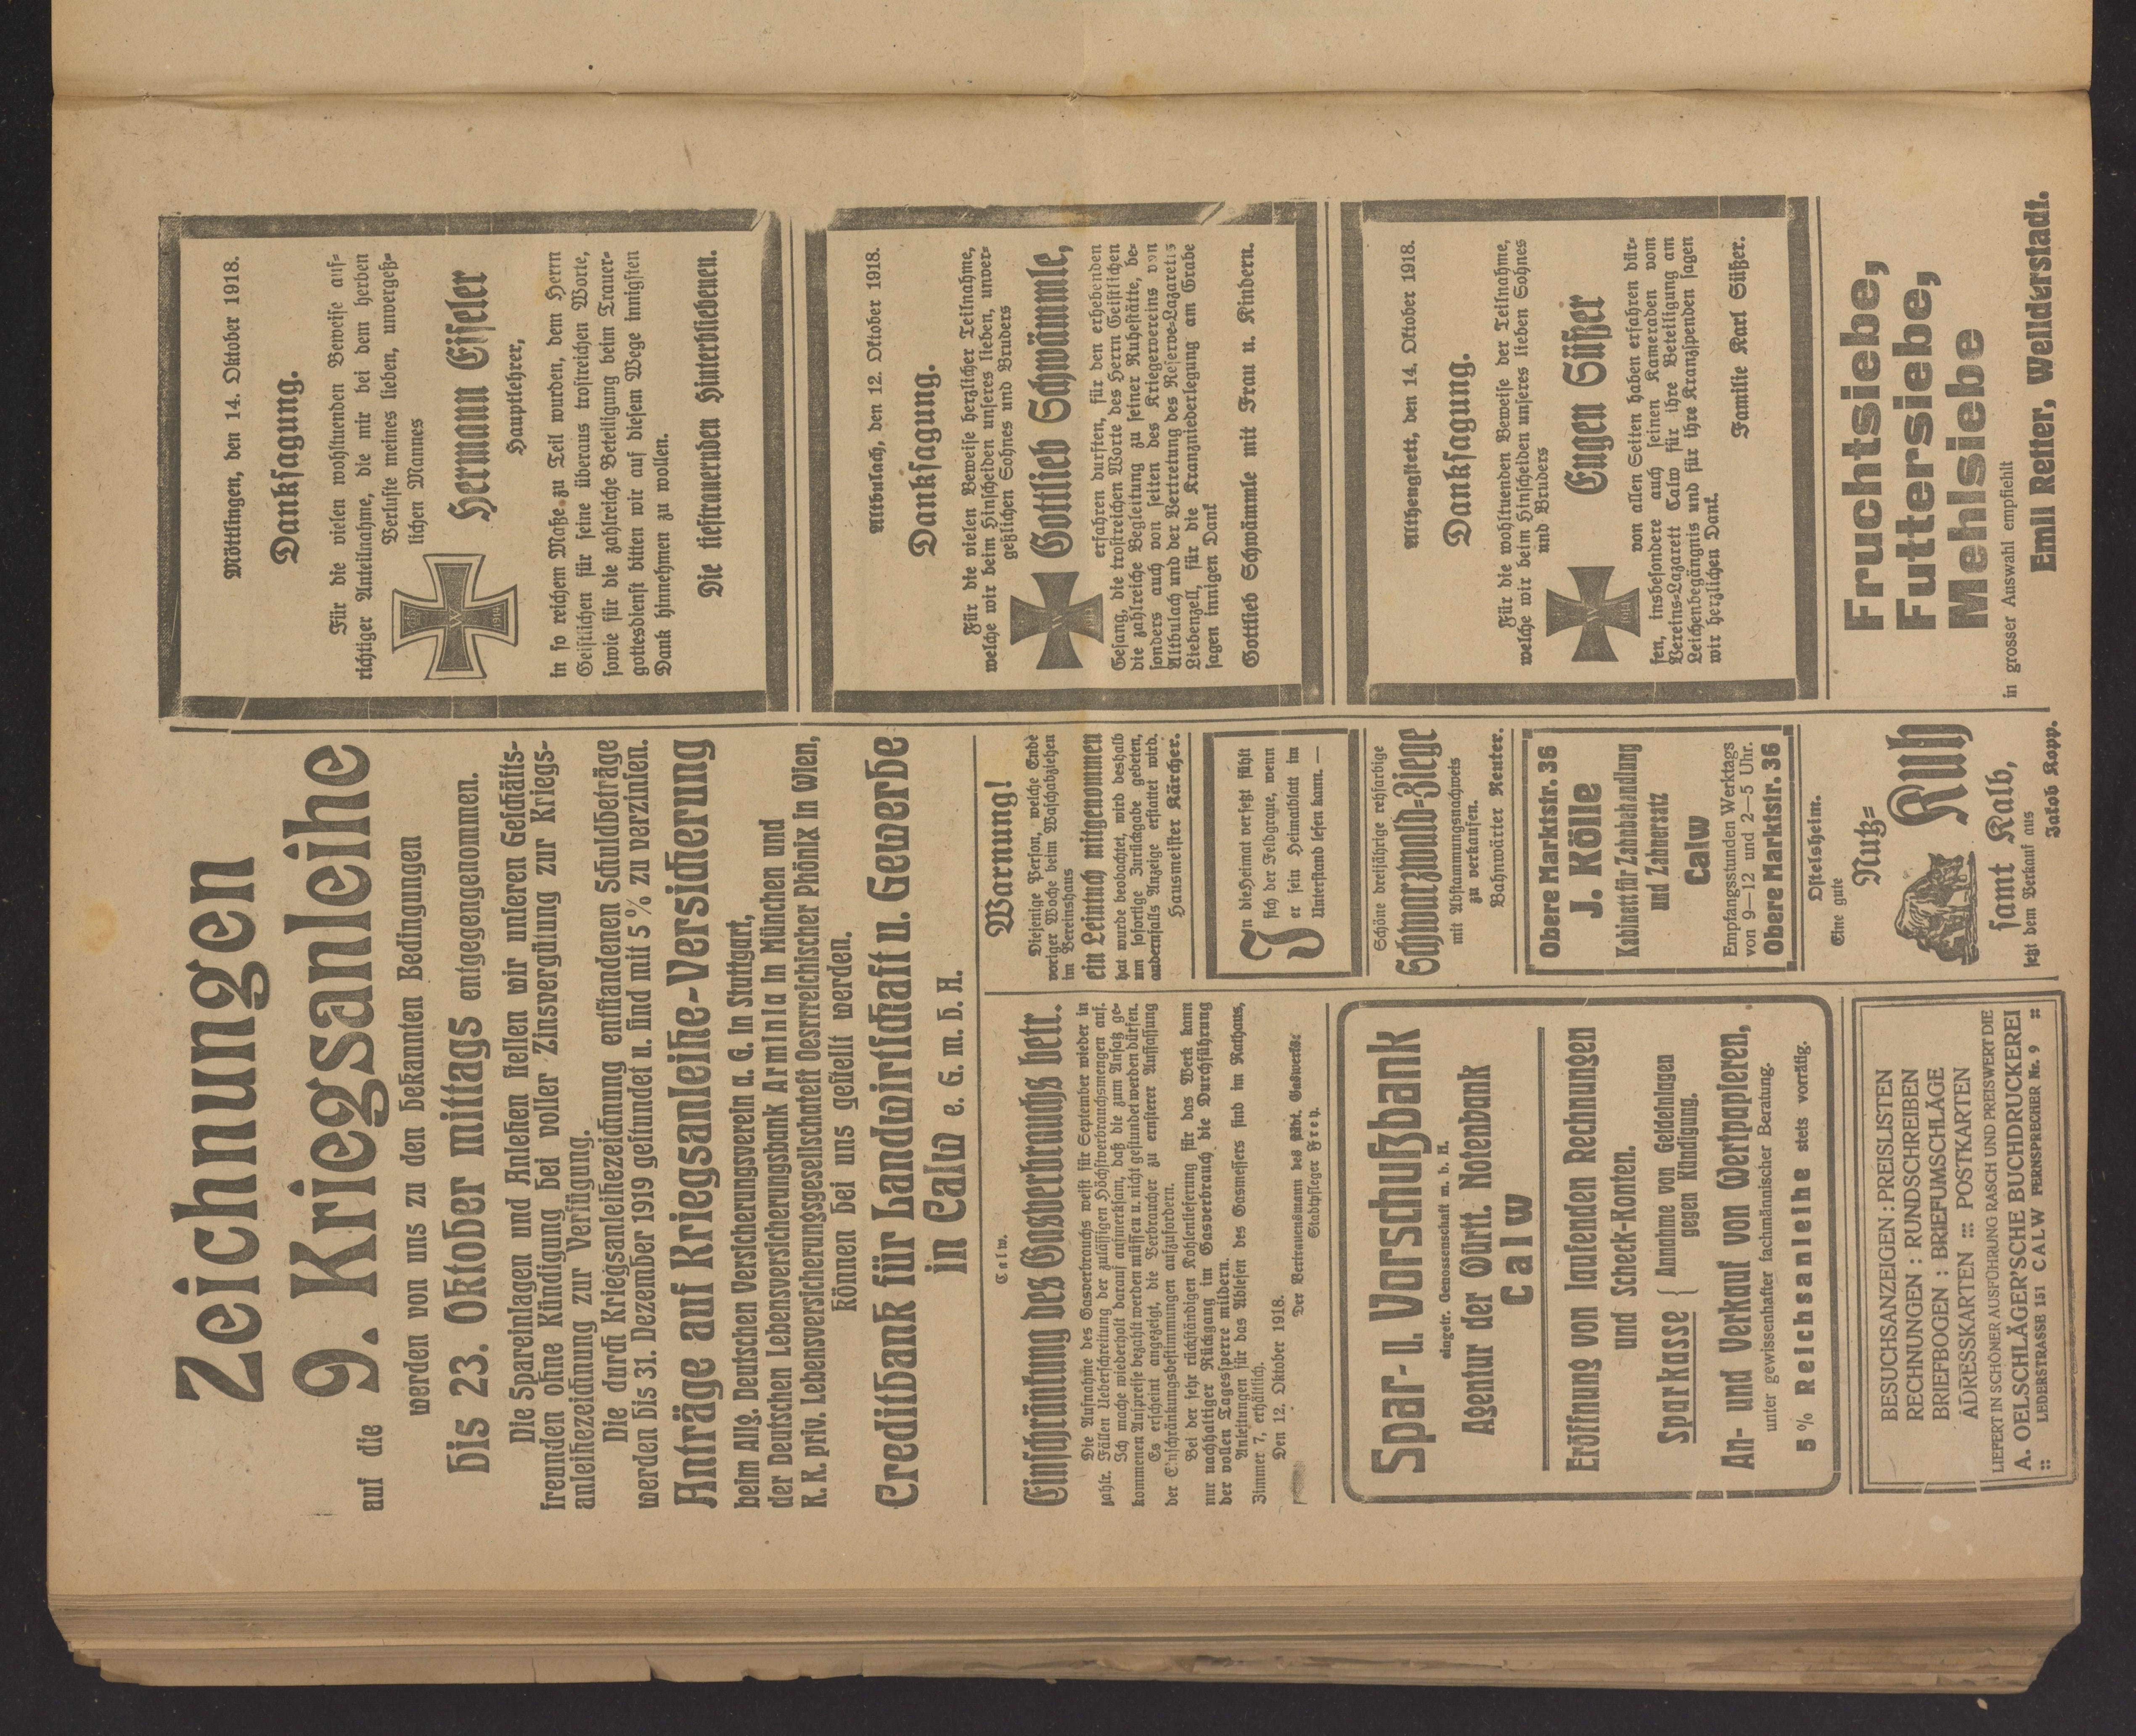 Zeichnungen
auf die 9. Kriegsanleihe
werden von uns zu den bekannten Bedingungen
bis 23. Oktober mittags entgegengenommen.
Die Spareinlagen und Anlehen stellen wir unseren Geschäfts-
freunden ohne Kündigung bei voller Zinsvergütung zur Kriegs-
anleihezeichnung zur Verfügung.
Die durch Kriegsanleihezeichnung entstandenen Schuldbeträge
werden bis 31. Dezember 1919 gestundet u. sind mit 5 % zu verzinsen.
Anträge auf Kriegsanleihe-Versicherung
beim Allg. Deutschen Versicherungsverein a. G. in Stuttgart,
der Deutschen Lebensversicherungsbank Arminia in München und
K. K. priv. Lebensversicherungsgesellschafelt Oesrreichischer Phönix in Wien,
können bei uns gestellt werden.
Creditbank für Landwirtschaft u. Gewerbe
in Calw e. G. m. b. H.
Calw.
Einschränkung des Gasverbrauchs betr.
Die Aufnahme des Gasverbrauchs weist für September wieder in
zahlr. Fällen Ueberschreitung der zulässigen Höchstverbrauchsmengen auf.
Ich mache wiederholt darauf aufmerksam, daß die zum Ansatz ge-
kommenen Aufpreise bezahlt werden müssen u. nicht gestundet werden dürfen.
Es erscheint angezeigt, die Verbraucher zu ernsterer Auffassung
der Einschränkungsbestimmungen aufzufordern.
Bei der sehr rückständigen Kohlenlieferung für das Werk kann
nur nachhaltiger Rückgang im Gasverbrauch die Durchführung
der vollen Tagessperre mildern.
Anleitungen für das Ablesen des Gasmessers sind im Rathaus,
Zimmer 7, erhältlich.
Den 12. Oktober 1918.
Der Vertrauensmann des städt. Gaswerks:
Stadtpfleger Frey.
Spar- u. Vorschußbank
eingetr. Genossenschaft m. b. H.
Agentur der Württ. Notenbank
Calw
Eröffnung von laufenden Rechnungen
und Scheck-Konten.
Sparkasse { Annahme von Geldeinlagen
gegen Kündigung.
An- und Verkauf von Wertpapieren,
unter gewissenhafter fachmännischer Beratung.
5 % Reichsanleihe stets vorrätig.
BESUCHSANZEIGEN : PREISLISTEN
RECHNUNGEN : RUNDSCHREIBEN
BRIEFBOGEN : BRIEFUMSCHLÄGE
ADRESSKARTEN ::: POSTKARTEN
LIEFERT IN SCHÖNER AUSFÜHRUNG RASCH UND PREISWERT DIE
A. OELSCHLÄGER'SCHE BUCHDRUCKEREI
:: LEDERSTRASSE 151 CALW FERNSPRECHER Nr. 9 ::
Warnung!
Diejenige Person, welche Ende
voriger Woche beim Waschabziehen
im Vereinshaus
ein Leintuch mitgenommen
hat wurde beobachtet, wird deshalb
um sofortige Zurückgabe gebeten,
andernfalls Anzeige erstattet wird.
Hausmeister Kärcher.
In die Heimat versetzt fühlt
sich der Feldgraue, wenn
er sein Heimatblatt im
Unterstand lesen kann. —
Schöne dreijährige rehfarbige
Schwarzwald-Ziege
mit Abstammungsnachweis
zu verkaufen.
Bahnwärter Reuter.
Obere Marktstr. 36
J. Kölle
Kabinett für Zahnbehandlung
und Zahnersatz
Calw
Empfangsstunden Werktags
von 9—12 und 2—5 Uhr.
Obere Marktstr. 36
Ostelsheim.
Eine gute
Nutz-
Kuh
samt Kalb,
setzt dem Verkauf aus
Jakob Kopp.
Möttlingen, den 14. Oktober 1918.
Danksagung.
Für die vielen wohltuenden Beweise auf-
richtiger Anteilnahme, die mir bei dem herben
Verluste meines lieben, unvergeß-
lichen Mannes
Hermann Eiseler
Hauptlehrer,
W
1914
in so reichem Maße zu Teil wurden, dem Herrn
Geistlichen für seine überaus trostreichen Worte,
sowie für die zahlreiche Beteiligung beim Trauer-
gottesdienst bitten wir auf diesem Wege innigsten
Dank hinnehmen zu wollen.
Die tieftrauernden Hinterbliebenen.
Altbulach, den 12. Oktober 1918.
Danksagung.
Für die vielen Beweise herzlicher Teilnahme,
welche wir beim Hinscheiden unseres lieben, unver-
geßlichen Sohnes und Bruders
Gottlieb Schwämmle,
erfahren durften, für den erhebenden
Gesang, die trostreichen Worte des Herrn Geistlichen
die zahlreiche Begleitung zu seiner Ruhestätte, be-
sonders auch von seiten des Kriegervereins von
Altbulach und der Vertretung des Reserve-Lazaretts
Liebenzell, für die Kranzniederlegung am Grabe
sagen innigen Dank
Gottlieb Schwämmle mit Frau u. Kindern.
Althengstett, den 14. Oktober 1918.
Danksagung.
Für die wohltuenden Beweise der Teilnahme,
welche wir beim Hinscheiden unseres lieben Sohnes
und Bruders
Eugen Süßer
von allen Seiten haben erfahren dür-
fen, insbesondere auch seinen Kameraden vom
Vereins-Lazarett Calw für ihre Beteiligung am
Leichenbegängnis und für ihre Kranzspenden sagen
wir herzlichen Dank.
Familie Karl Süßer.
Fruchtsiebe,
Futtersiebe,
Mehlsiebe
in grosser Auswahl empfiehlt
Emil Retter, Weilderstadt.